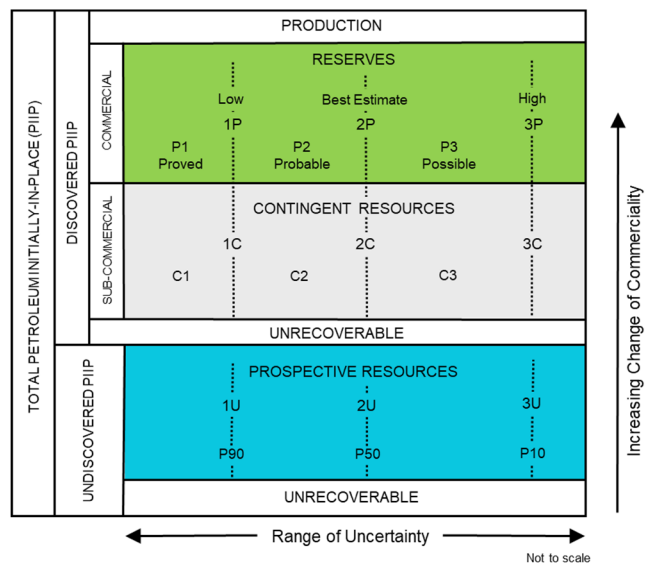 TOTAL PETROLEUM INITIALLY-IN-PLACE (PIIP)
DISCOVERED PIIP
UNDISCOVERED PIIP
COMMERCIAL
SUB-COMMERCIAL
PRODUCTION
RESERVES
Low Best Estimate High
1P 2P 3P
P1 P2 P3
Proved Probable Possible
CONTINGENT RESOURCES
1C 2C 3C
C1 C2 C3
UNRECOVERABLE
PROSPECTIVE RESOURCES
1U 2U 3U
P90 P50 P10
UNRECOVERABLE
Increasing Change of Commerciality
Range of Uncertainty
Not to scale